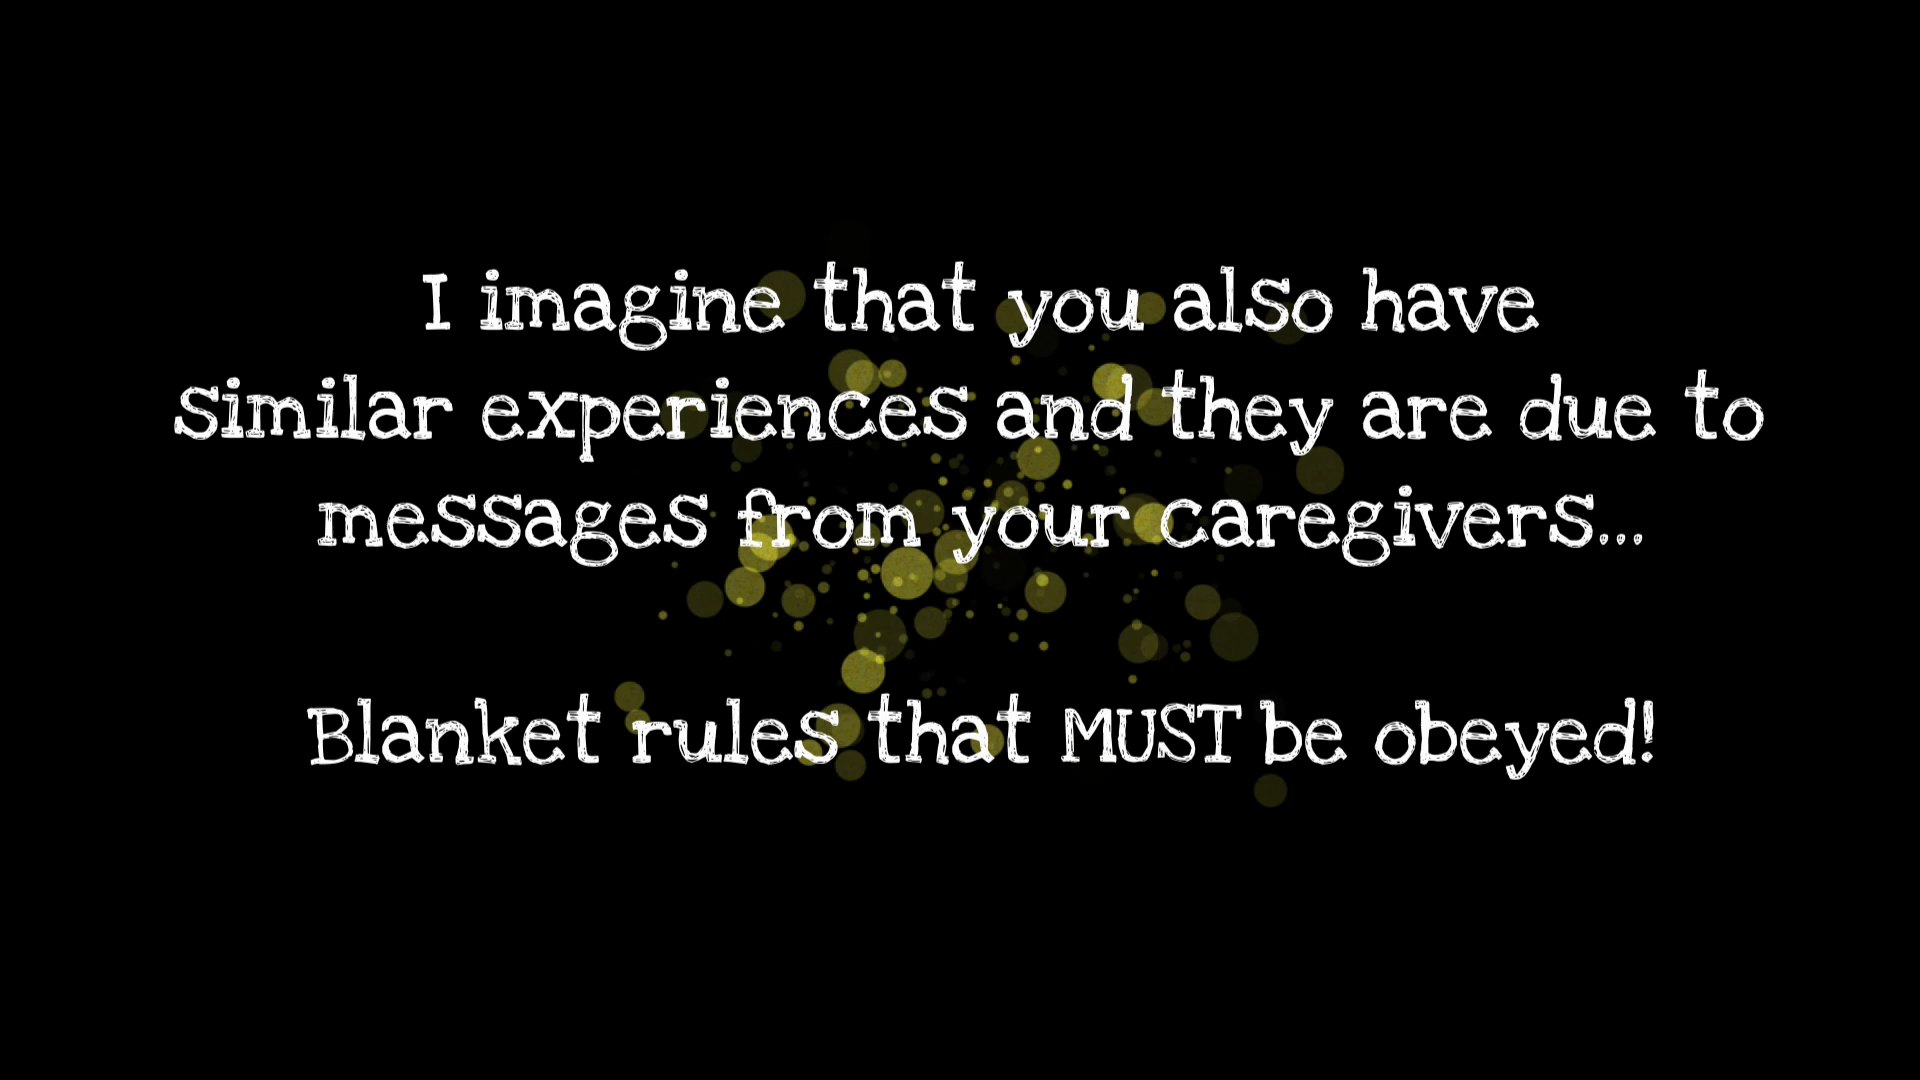 I imagine that you also have
similar experiences and they are due to
messages from your caregivers...
Blanket rules that MUST be obeyed!